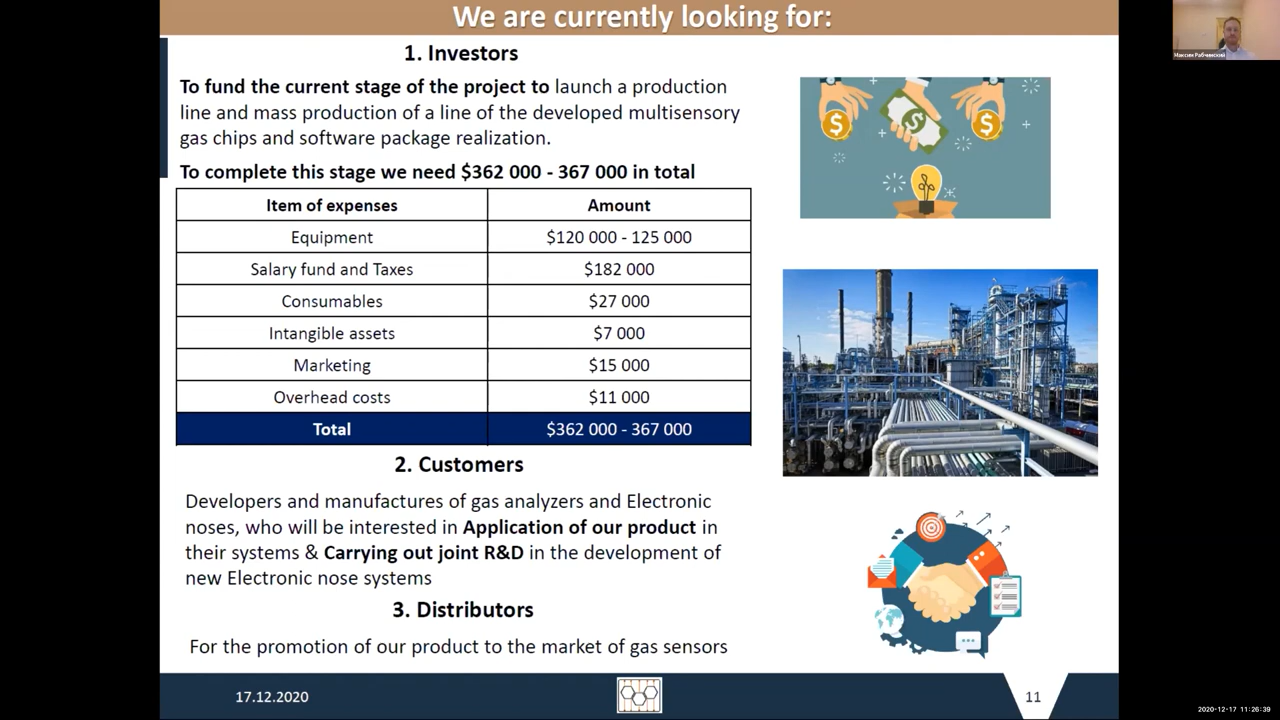 We are currently looking for:
Максим Рабчинский
1. Investors
To fund the current stage of the project to launch a production
line and mass production of a line of the developed multisensory
gas chips and software package realization.
To complete this stage we need $362 000 - 367 000 in total
Item of expenses Amount
Equipment $120 000 - 125 000
Salary fund and Taxes $182 000
Consumables $27 000
Intangible assets $7 000
Marketing $15 000
Overhead costs $11 000
Total $362 000 - 367 000
2. Customers
Developers and manufactures of gas analyzers and Electronic
noses, who will be interested in Application of our product in
their systems & Carrying out joint R&D in the development of
new Electronic nose systems
3. Distributors
For the promotion of our product to the market of gas sensors
17.12.2020
11
2020-12-17 11:26:39